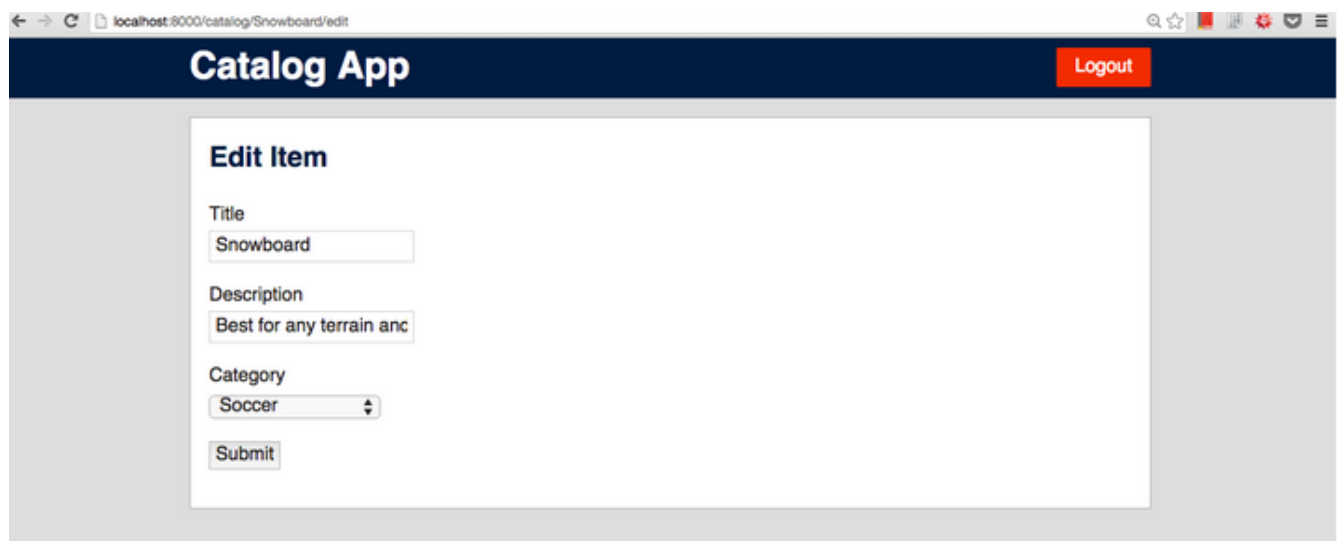 localhost:8000/catalog/Snowboard/edit
Catalog App
Logout
Edit Item
Title
Snowboard
Description
Best for any terrain anc
Category
Soccer
Submit